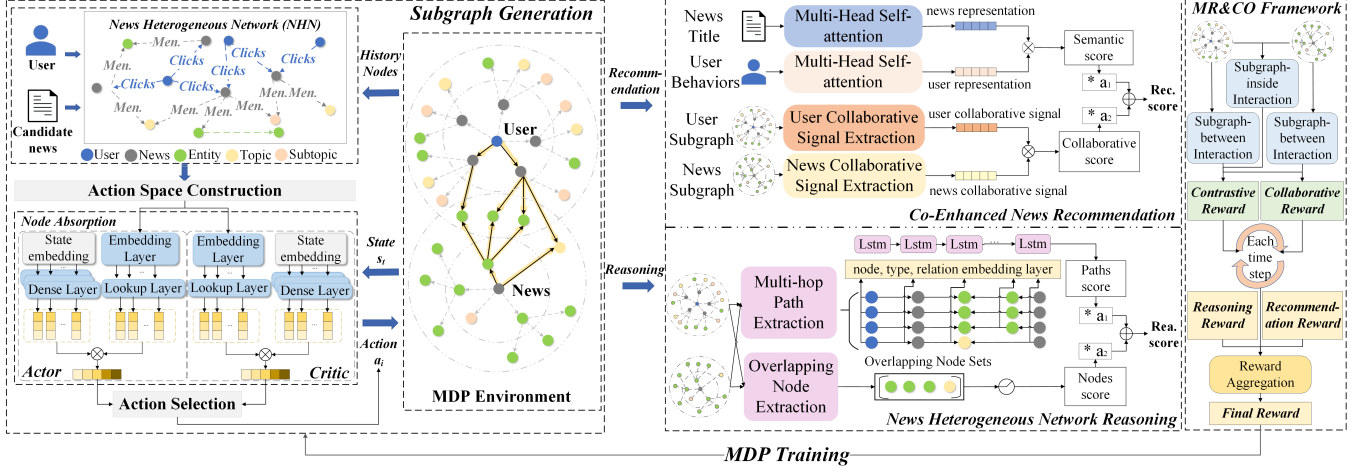 Subgraph Generation
News Heterogeneous Network (NHN)
User
Candidate
news
Men.
Clicks
Clicks
Clicks
Clicks
Clicks
Men.
Men.
Men.
Men.Men.
User
News
Entity
Topic
Subtopic
History
Nodes
Action Space Construction
Node Absorption
State
embedding
Embedding
Layer
Embedding
Layer
State
embedding
...
...
...
...
Dense Layer
Lookup Layer
Lookup Layer
Dense Layer
...
...
...
...
Actor
Critic
Action Selection
State
st
Action
ai
User
News
MDP Environment
Recomm-
endation
Reasoning
News
Title
Multi-Head Self-
attention
news representation
User
Behaviors
Multi-Head Self-
attention
user representation
Semantic
score
* a1
Rec.
score
* a2
User
Subgraph
User Collaborative
Signal Extraction
user collaborative signal
Collaborative
score
News
Subgraph
News Collaborative
Signal Extraction
news collaborative signal
Co-Enhanced News Recommendation
Lstm
Lstm
Lstm
...
Lstm
node, type, relation embedding layer
Multi-hop
Path
Extraction
Paths
score
* a1
Rea.
score
* a2
Overlapping
Node
Extraction
Overlapping Node Sets
Nodes
score
News Heterogeneous Network Reasoning
MR&CO Framework
Subgraph-
inside
Interaction
Subgraph-
between
Interaction
Subgraph-
between
Interaction
Contrastive
Reward
Collaborative
Reward
Each
time
step
Reasoning
Reward
Recommend-
ation Reward
Reward
Aggregation
Final Reward
MDP Training